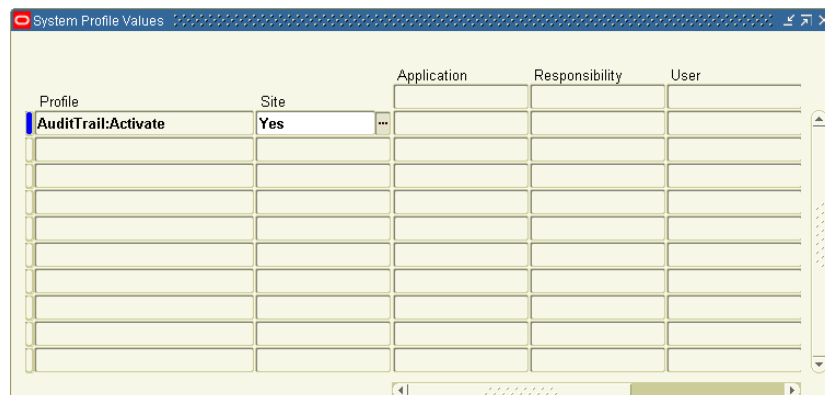 System Profile Values
Application Responsibility User
Profile Site
AuditTrail:Activate Yes ...